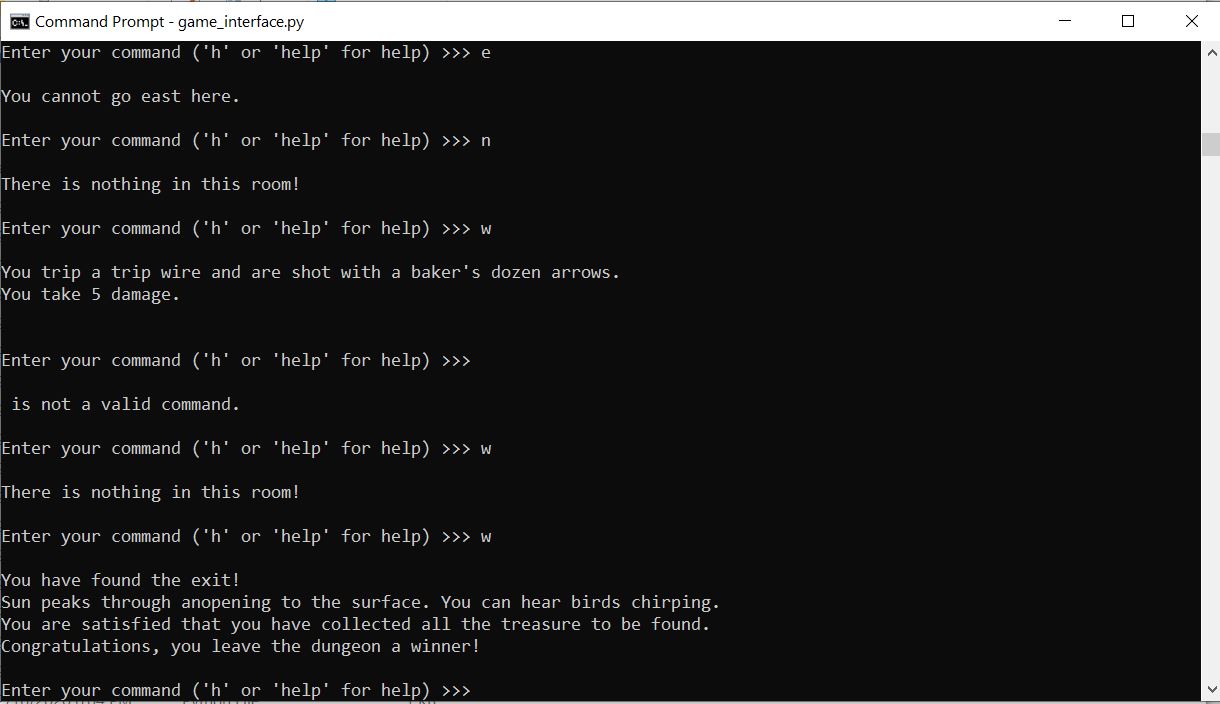 Command Prompt - game_interface.py
Enter your command ('h' or 'help' for help) >>> e
You cannot go east here.
Enter your command ('h' or 'help' for help) >>> n
There is nothing in this room!
Enter your command ('h' or 'help' for help) >>> w
You trip a trip wire and are shot with a baker's dozen arrows.
You take 5 damage.
Enter your command ('h' or 'help' for help) >>>
 is not a valid command.
Enter your command ('h' or 'help' for help) >>> w
There is nothing in this room!
Enter your command ('h' or 'help' for help) >>> w
You have found the exit!
Sun peaks through anopening to the surface. You can hear birds chirping.
You are satisfied that you have collected all the treasure to be found.
Congratulations, you leave the dungeon a winner!
Enter your command ('h' or 'help' for help) >>>